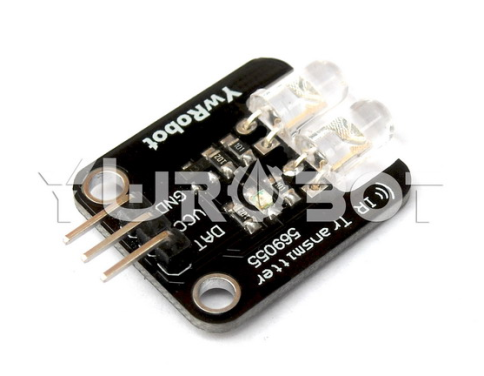 YwRobot
GND
VCC
DAT
IR Transmitter
569055
YWROBOT